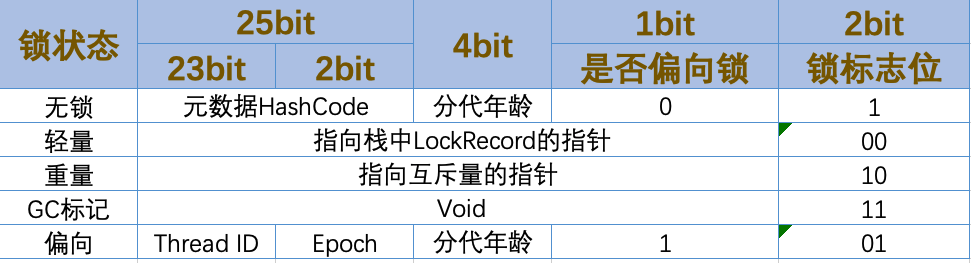 锁状态 25bit 4bit 1bit 2bit
23bit 2bit 是否偏向锁 锁标志位
无锁 元数据HashCode 分代年龄 0 1
轻量 指向栈中LockRecord的指针 00
重量 指向互斥量的指针 10
GC标记 Void 11
偏向 Thread ID Epoch 分代年龄 1 01